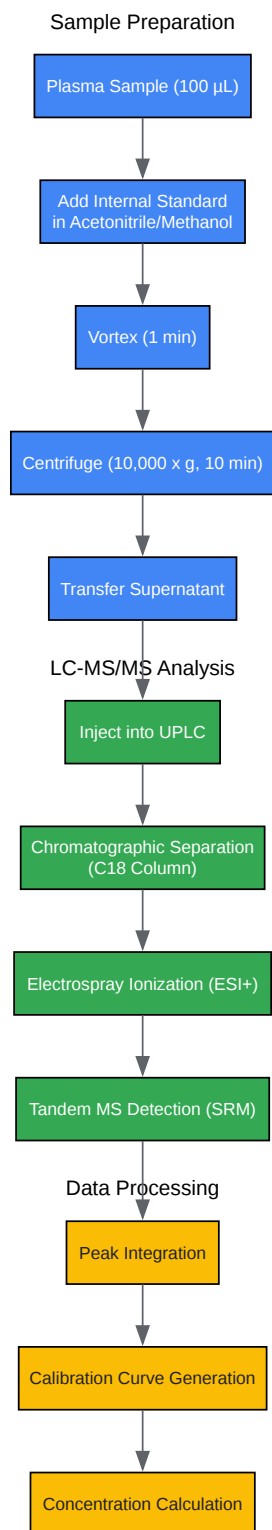 Sample Preparation
Plasma Sample (100 µL)
Add Internal Standard
in Acetonitrile/Methanol
Vortex (1 min)
Centrifuge (10,000 x g, 10 min)
Transfer Supernatant
LC-MS/MS Analysis
Inject into UPLC
Chromatographic Separation
(C18 Column)
Electrospray Ionization (ESI+)
Tandem MS Detection (SRM)
Data Processing
Peak Integration
Calibration Curve Generation
Concentration Calculation